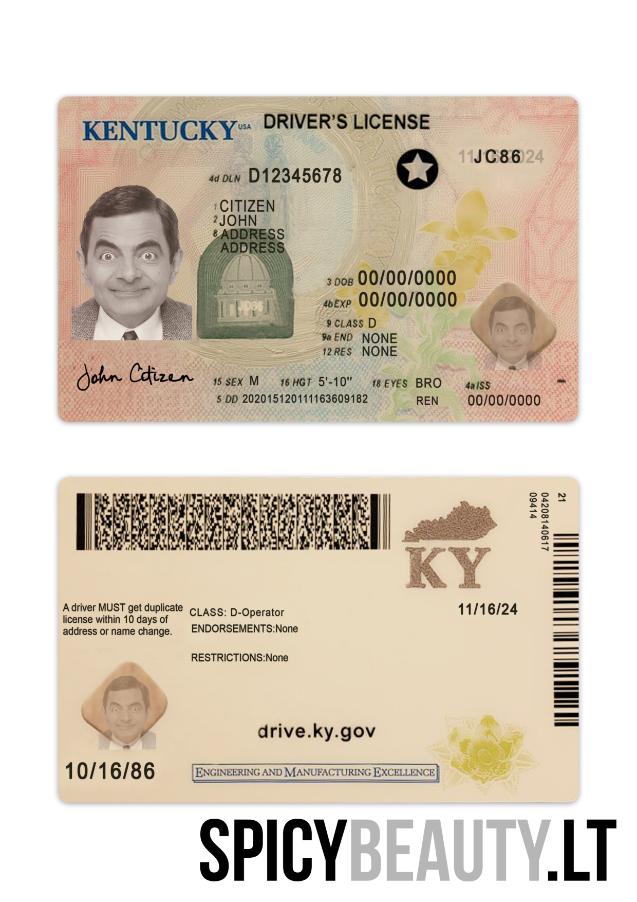 KENTUCKY USA DRIVER'S LICENSE
JC86
4d DLN D12345678
1 CITIZEN
2 JOHN
8 ADDRESS
ADDRESS
3 DOB 00/00/0000
4b EXP 00/00/0000
9 CLASS D
9a END NONE
12 RES NONE
John Citizen
15 SEX M 16 HGT 5'-10" 18 EYES BRO 4a ISS
5 DD 20201512011163609182 REN 00/00/0000
21
04208140617
09414
KY
11/16/24
A driver MUST get duplicate
license within 10 days of
address or name change.
CLASS: D-Operator
ENDORSEMENTS:None
RESTRICTIONS:None
drive.ky.gov
10/16/86
ENGINEERING AND MANUFACTURING EXCELLENCE
SPICYBEAUTY.LT